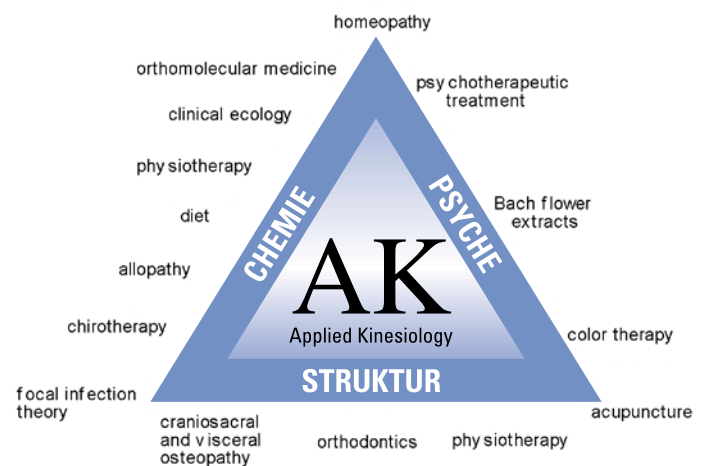 homeopathy
orthomolecular medicine
psychotherapeutic
treatment
clinical ecology
physiotherapy
diet
Bach flower
extracts
allopathy
chirotherapy
color therapy
focal infection
theory
acupuncture
craniosacral
and visceral
osteopathy
orthodontics
physiotherapy
CHEMIE
PSYCHE
AK
Applied Kinesiology
STRUKTUR